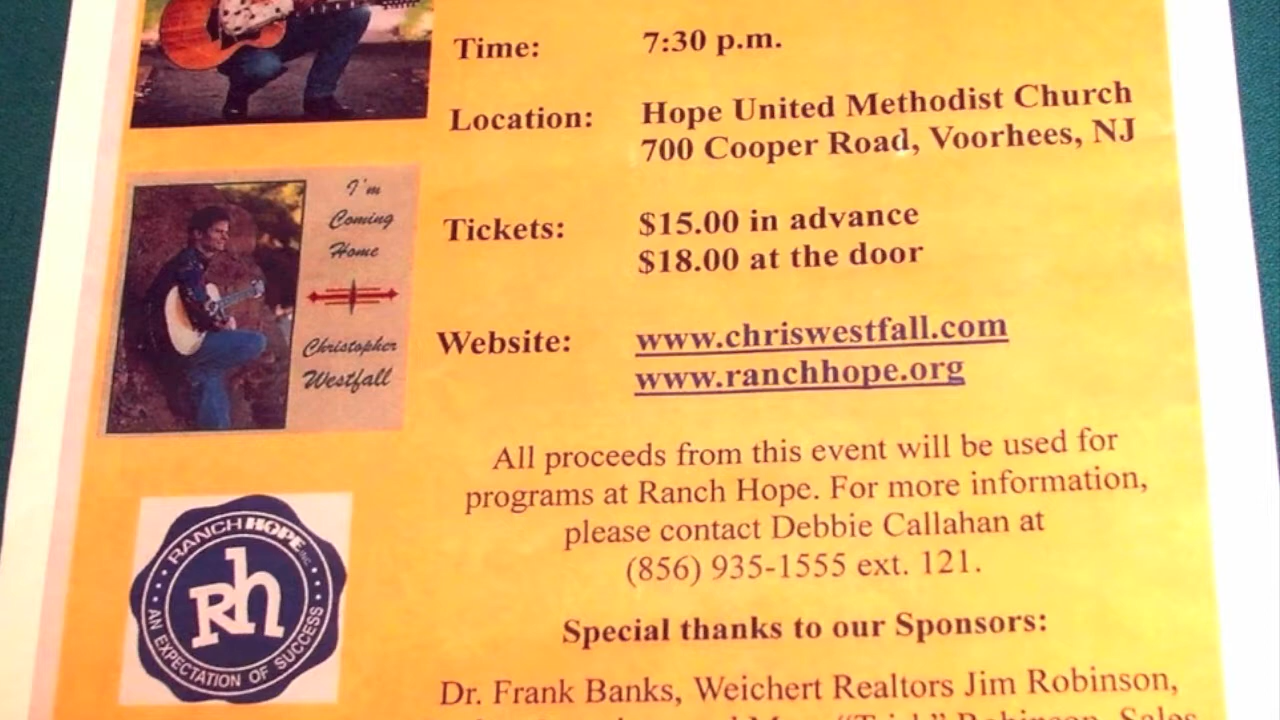 Time: 7:30 p.m.
Location: Hope United Methodist Church
700 Cooper Road, Voorhees, NJ
I'm
Coming
Home
Christopher
Westfall
Tickets: $15.00 in advance
$18.00 at the door
Website: www.chriswestfall.com
www.ranchhope.org
All proceeds from this event will be used for
programs at Ranch Hope. For more information,
please contact Debbie Callahan at
(856) 935-1555 ext. 121.
RANCH HOPE INC
Rh
AN EXPECTATION OF SUCCESS
Special thanks to our Sponsors:
Dr. Frank Banks, Weichert Realtors Jim Robinson,
Robinson, Sales